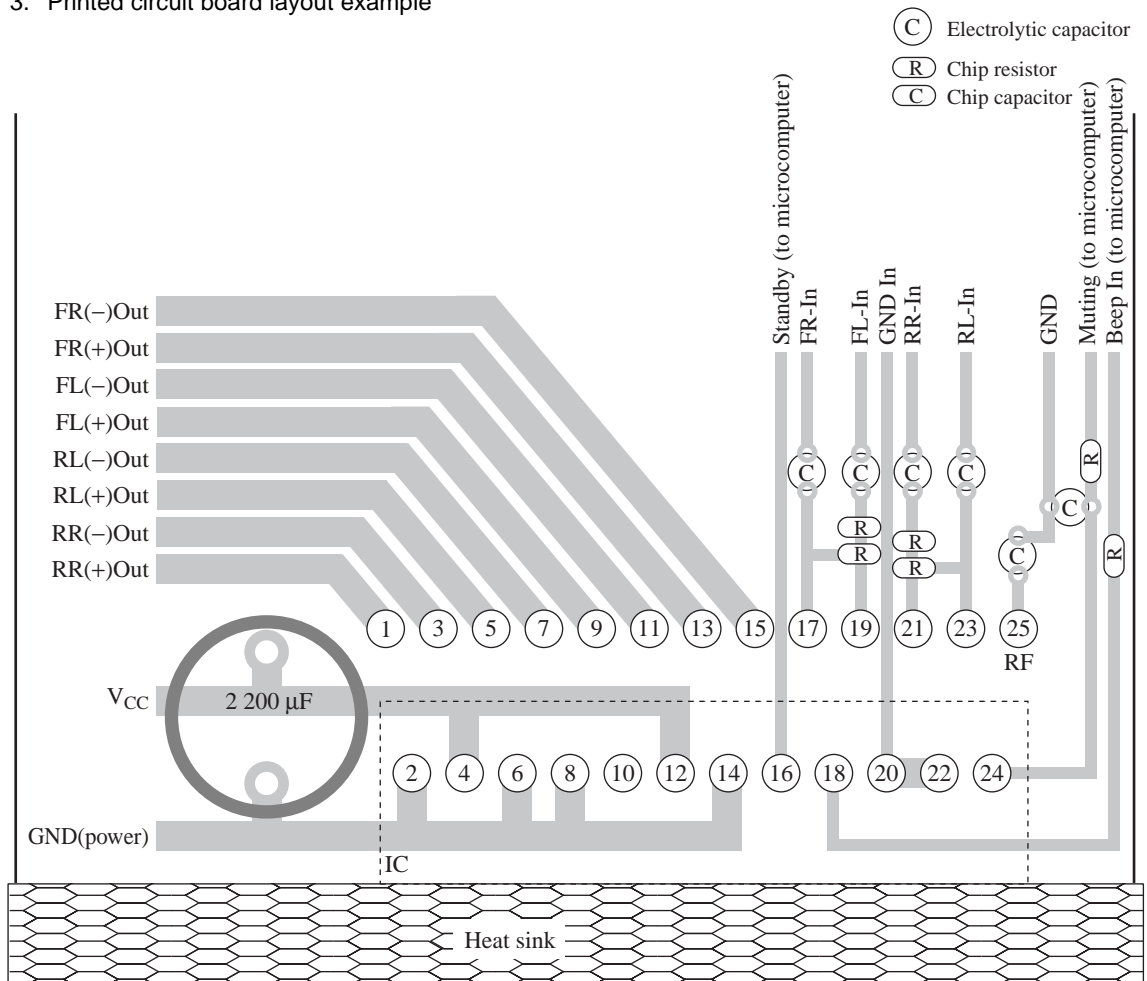 3. Printed circuit board layout example
C Electrolytic capacitor
R Chip resistor
C Chip capacitor
Standby (to microcomputer)
FR-In
FL-In
GND In
RR-In
RL-In
GND
Muting (to microcomputer)
Beep In (to microcomputer)
FR(−)Out
FR(+)Out
FL(−)Out
FL(+)Out
RL(−)Out
RL(+)Out
RR(−)Out
RR(+)Out
C C C C R
C
R R C R
R R
1 3 5 7 9 11 13 15 17 19 21 23 25
RF
VCC 2 200 μF
2 4 6 8 10 12 14 16 18 20 22 24
GND(power)
IC
Heat sink